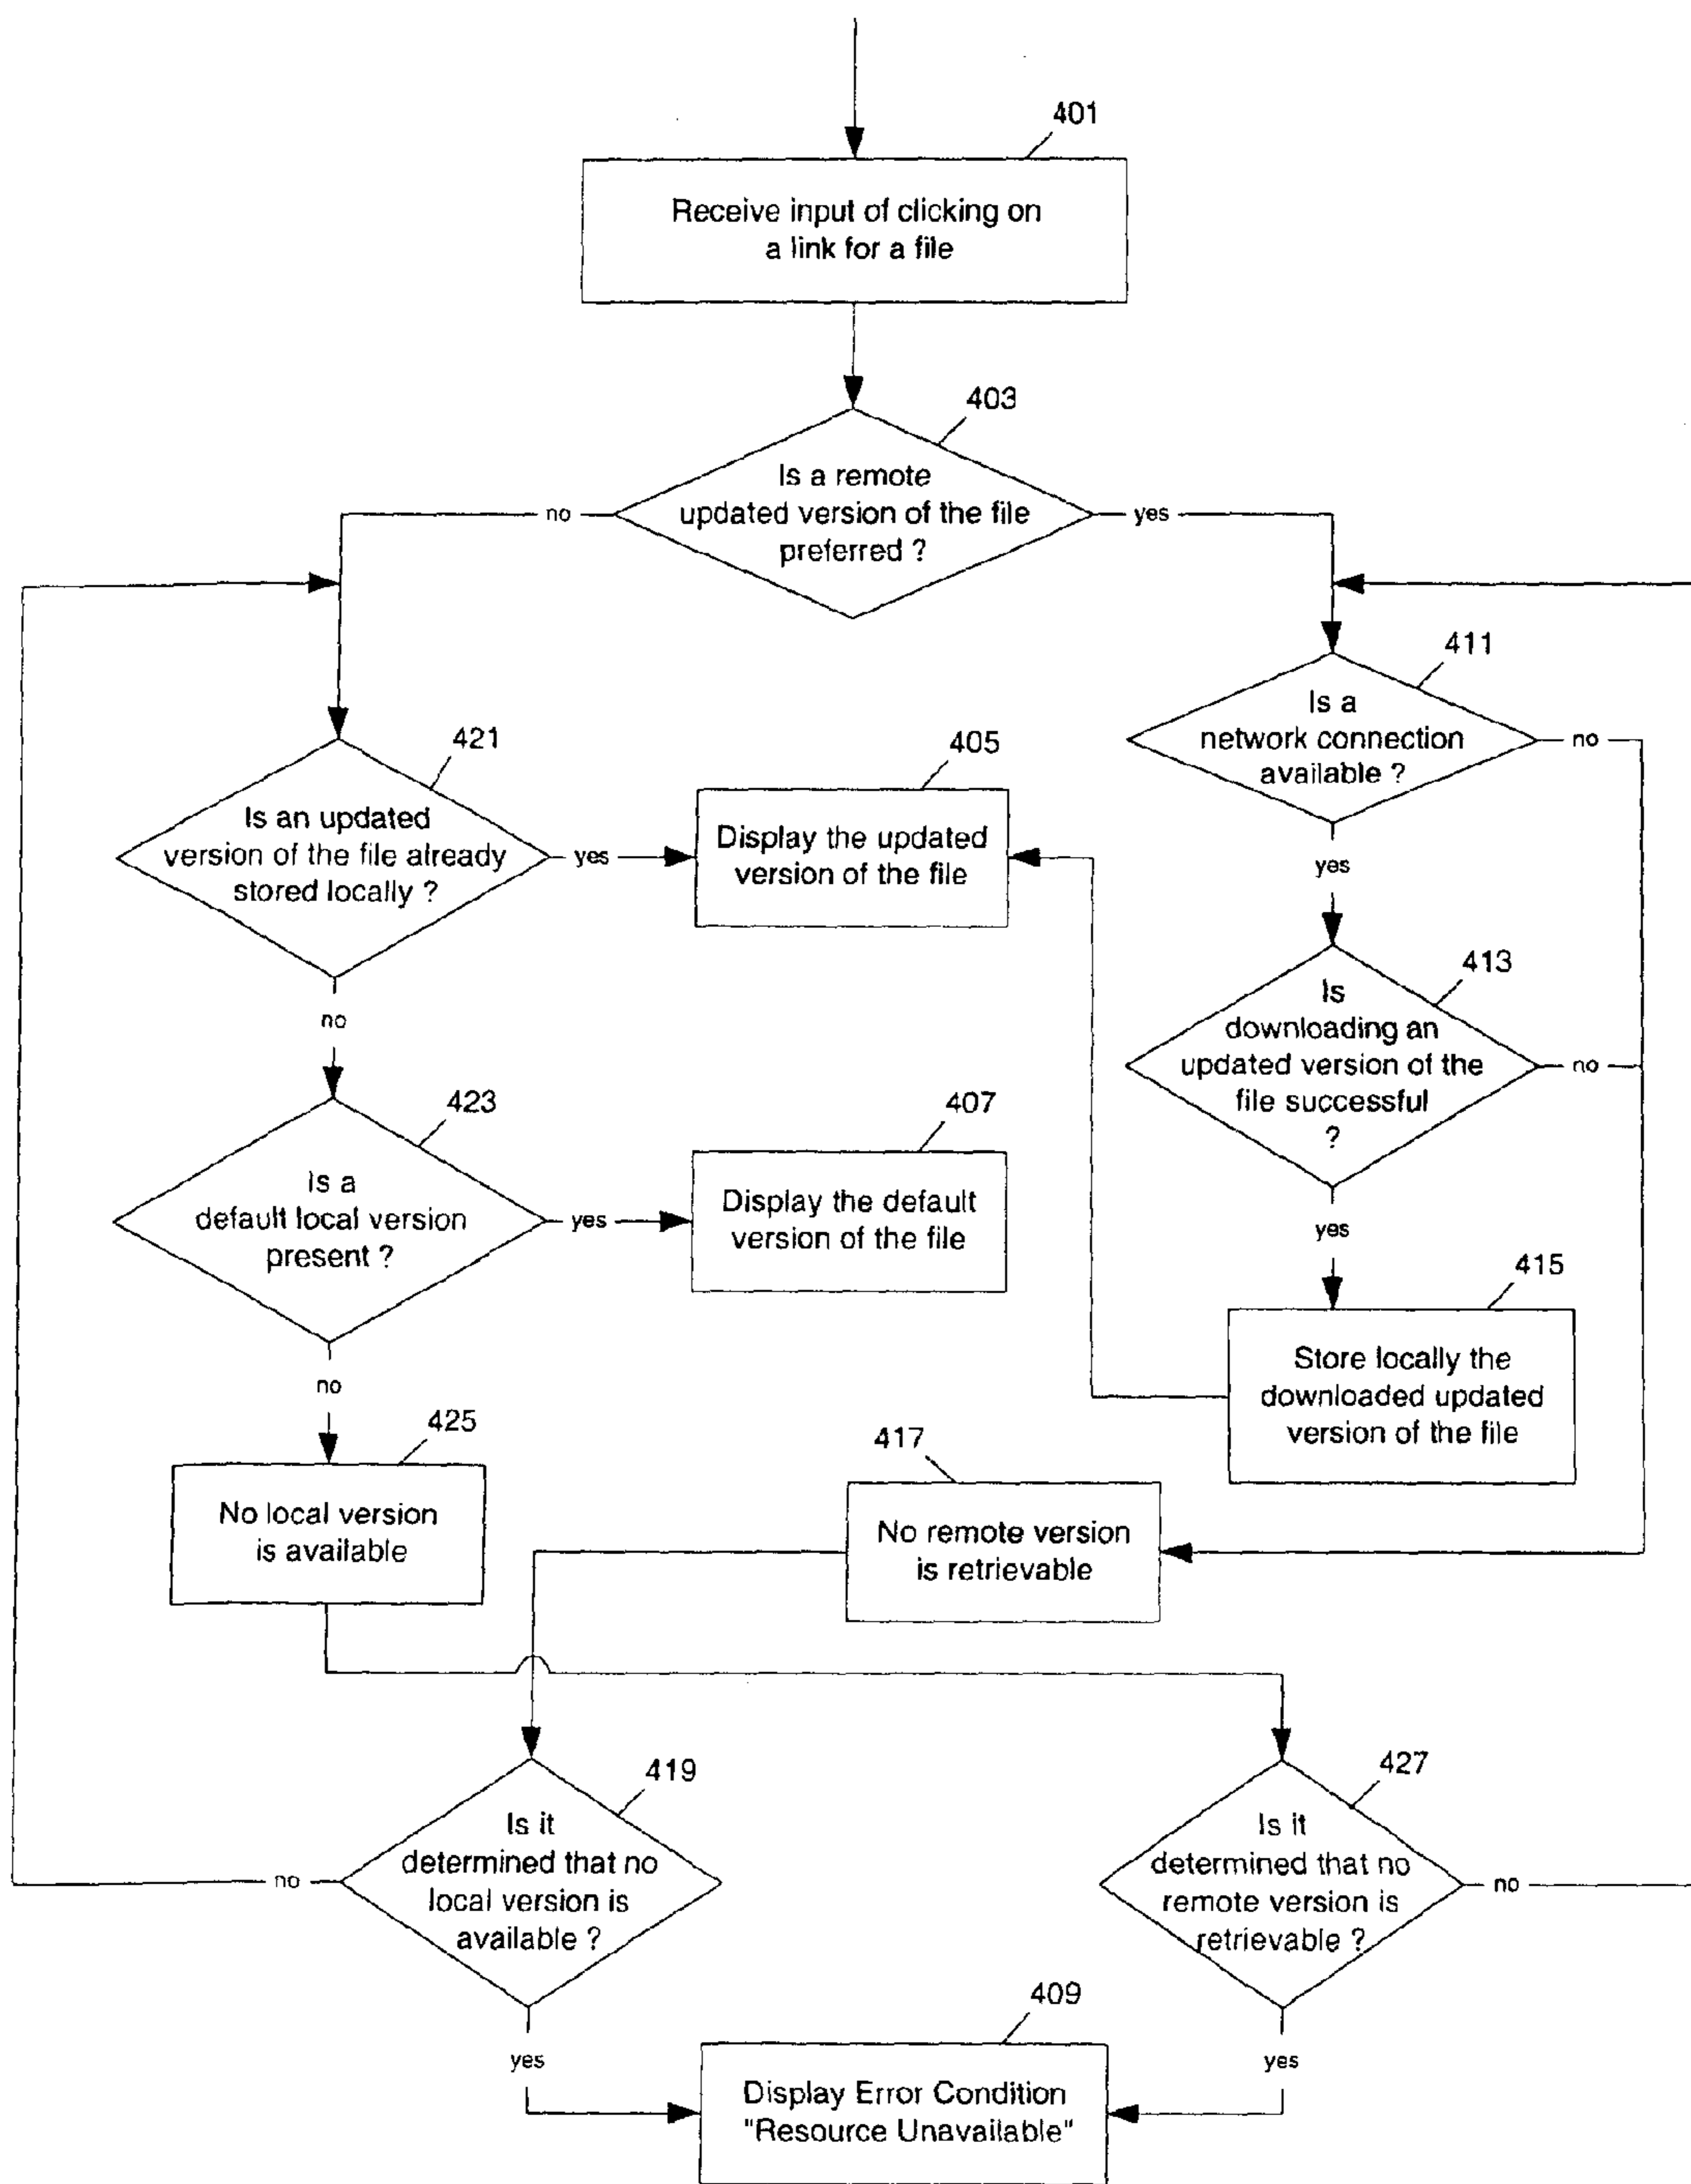 401
Receive input of clicking on
a link for a file
403
Is a remote
updated version of the file
preferred ?
no
yes
411
Is a
network connection
available ?
no
yes
421
Is an updated
version of the file already
stored locally ?
yes
no
405
Display the updated
version of the file
413
Is
downloading an
updated version of the
file successful
?
no
yes
423
Is a
default local version
present ?
yes
no
407
Display the default
version of the file
415
Store locally the
downloaded updated
version of the file
425
No local version
is available
417
No remote version
is retrievable
419
Is it
determined that no
local version is
available ?
no
yes
427
Is it
determined that no
remote version is
retrievable ?
no
yes
409
Display Error Condition
"Resource Unavailable"